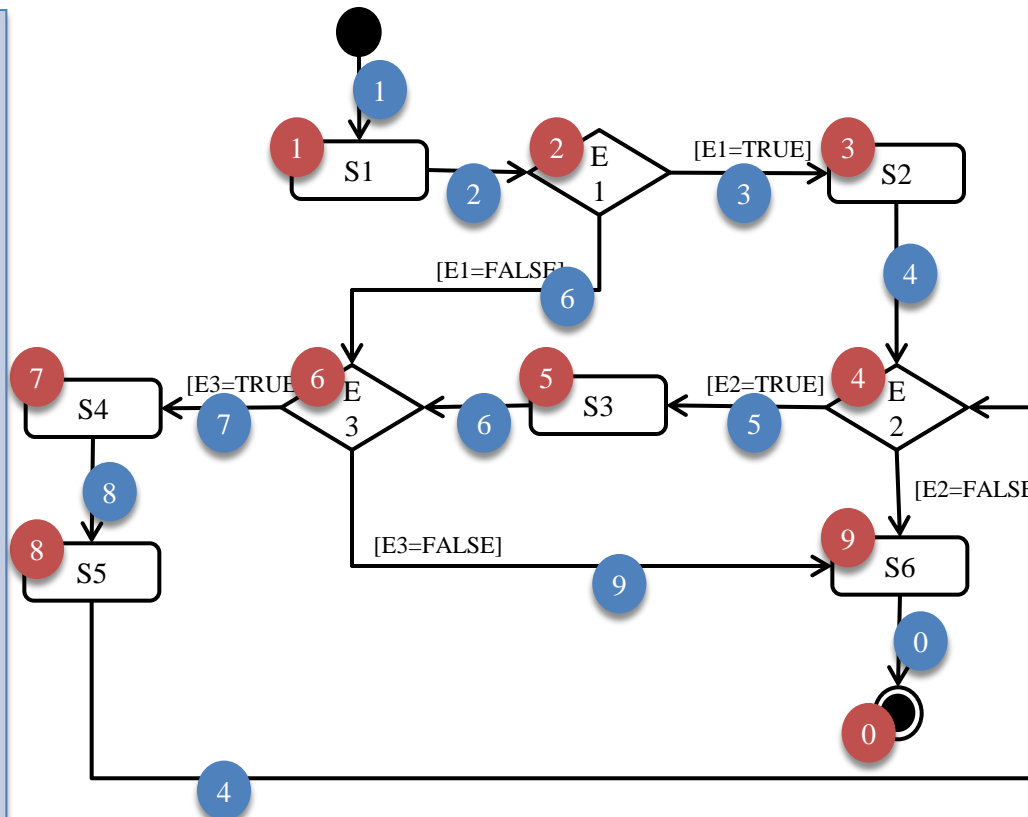 1
1
S1
2
2
E
1
[E1=TRUE]
3
3
S2
[E1=FALSE]
6
4
7
S4
[E3=TRUE
7
6
E
3
6
5
S3
[E2=TRUE]
5
4
E
2
8
[E2=FALSE
8
S5
[E3=FALSE]
9
9
S6
0
0
4